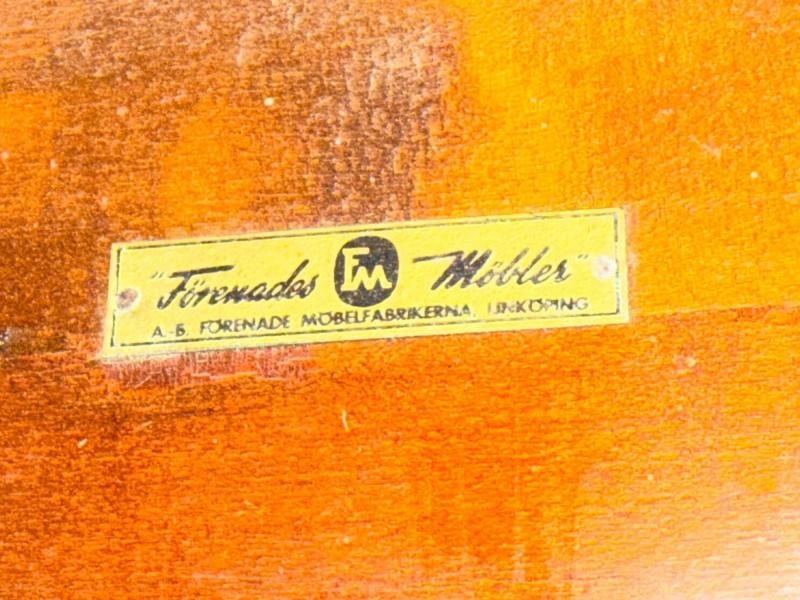 "Förenades FM Möbler"
A.-B. FÖRENADE MÖBELFABRIKERNA, LINKÖPING